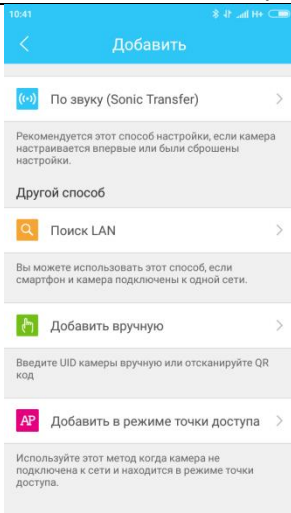 10:41 H+
Добавить
По звуку (Sonic Transfer)
Рекомендуется этот способ настройки, если камера
настраивается впервые или были сброшены
настройки.
Другой способ
Поиск LAN
Вы можете использовать этот способ, если
смартфон и камера подключены к одной сети.
Добавить вручную
Введите UID камеры вручную или отсканируйте QR
код
AP Добавить в режиме точки доступа
Используйте этот метод когда камера не
подключена к сети и находится в режиме точки
доступа.